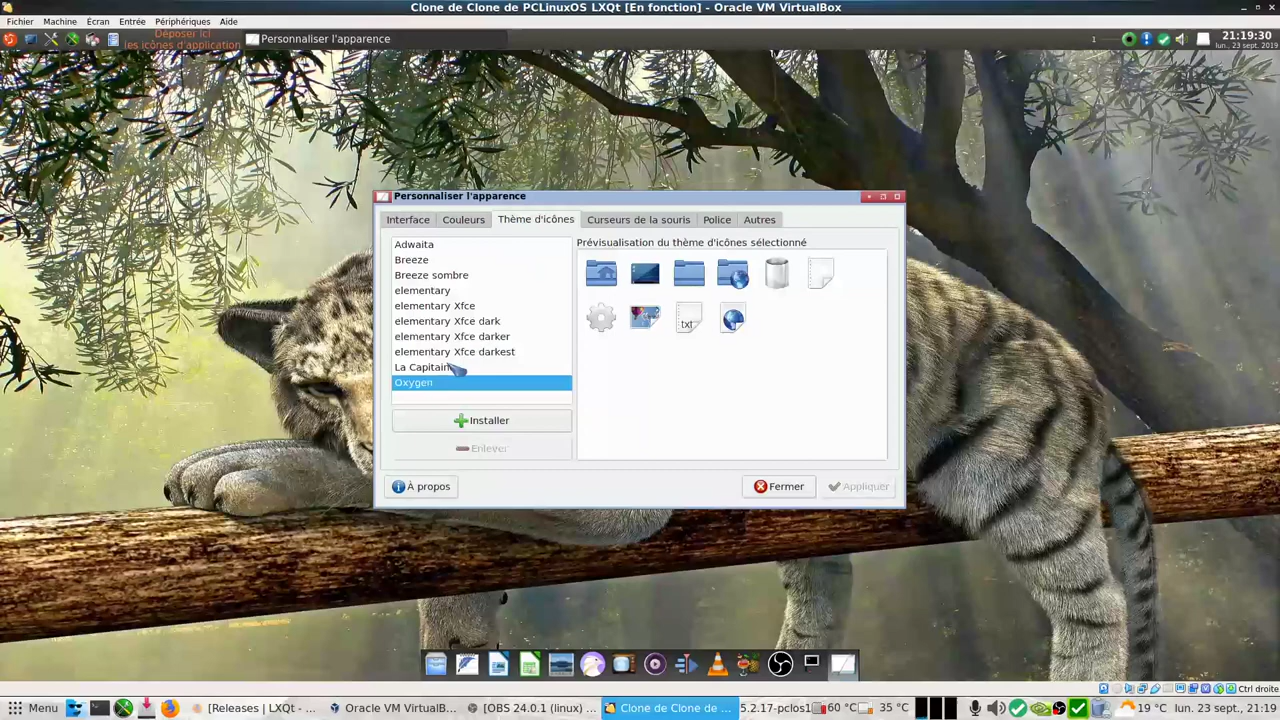 Clone de Clone de PCLinuxOS LXQt [En fonction] - Oracle VM VirtualBox
Fichier Machine Écran Entrée Périphériques Aide
Déposer ici
les icônes d'application
Personnaliser l'apparence
1
21:19:30
lun., 23 sept. 2019
Personnaliser l'apparence
Interface Couleurs Thème d'icônes Curseurs de la souris Police Autres
Adwaita
Breeze
Breeze sombre
elementary
elementary Xfce
elementary Xfce dark
elementary Xfce darker
elementary Xfce darkest
La Capitain
Oxygen
Installer
Enlever
Prévisualisation du thème d'icônes sélectionné
txt
À propos
Fermer
Appliquer
Ctrl droite
Menu
[Releases | LXQt - ...
Oracle VM VirtualB...
[OBS 24.0.1 (linux) ...
Clone de Clone de ...
5.2.17-pclos1
60 °C
35 °C
19 °C
lun. 23 sept., 21:19